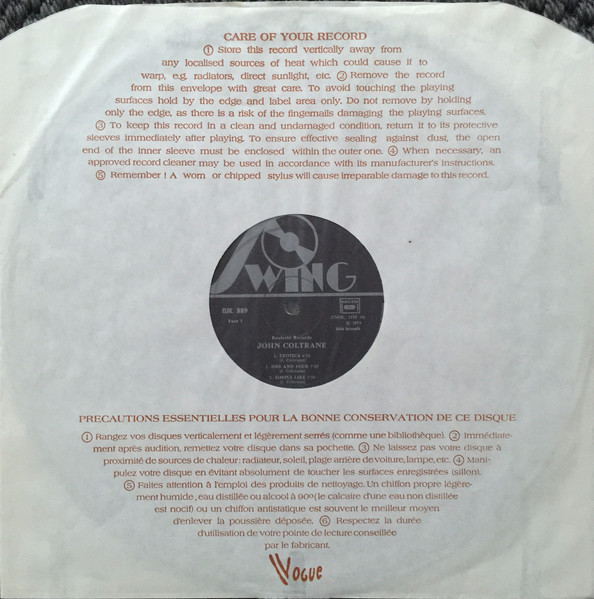 CARE OF YOUR RECORD
① Store this record vertically away from
any localised sources of heat which could cause it to
warp, e.g. radiators, direct sunlight, etc. ② Remove the record
from this envelope with great care. To avoid touching the playing
surfaces hold by the edge and label area only. Do not remove by holding
only the edge, as there is a risk of the fingernails damaging the playing surfaces.
③ To keep this record in a clean and undamaged condition, return it to its protective
sleeves immediately after playing. To ensure effective sealing against dust, the open
end of the inner sleeve must be enclosed within the outer one. ④ When necessary, an
approved record cleaner may be used in accordance with its manufacturer's instructions.
⑤ Remember ! A worn or chipped stylus will cause irreparable damage to this record.
SWING
Face 1
JOHN COLTRANE
1. EXOTICA
2. ONE AND FOUR
3. SIMPLE LIKE
PRECAUTIONS ESSENTIELLES POUR LA BONNE CONSERVATION DE CE DISQUE
① Rangez vos disques verticalement et légèrement serrés (comme une bibliothèque). ② Immédiate-
ment après audition, remettez votre disque dans sa pochette. ③ Ne laissez pas votre disque à
proximité de sources de chaleur: radiateur, soleil, plage arrière de voiture, lampe, etc. ④ Mani-
pulez votre disque en évitant absolument de toucher les surfaces enregistrées (sillon).
⑤ Faites attention à l'emploi des produits de nettoyage. Un chiffon propre légère-
ment humide, eau distillée ou alcool à 90º (le calcaire d'une eau non distillée
est nocif) ou un chiffon antistatique est souvent le meilleur moyen
d'enlever la poussière déposée. ⑥ Respectez la durée
d'utilisation de votre pointe de lecture conseillée
par le fabricant.
Vogue